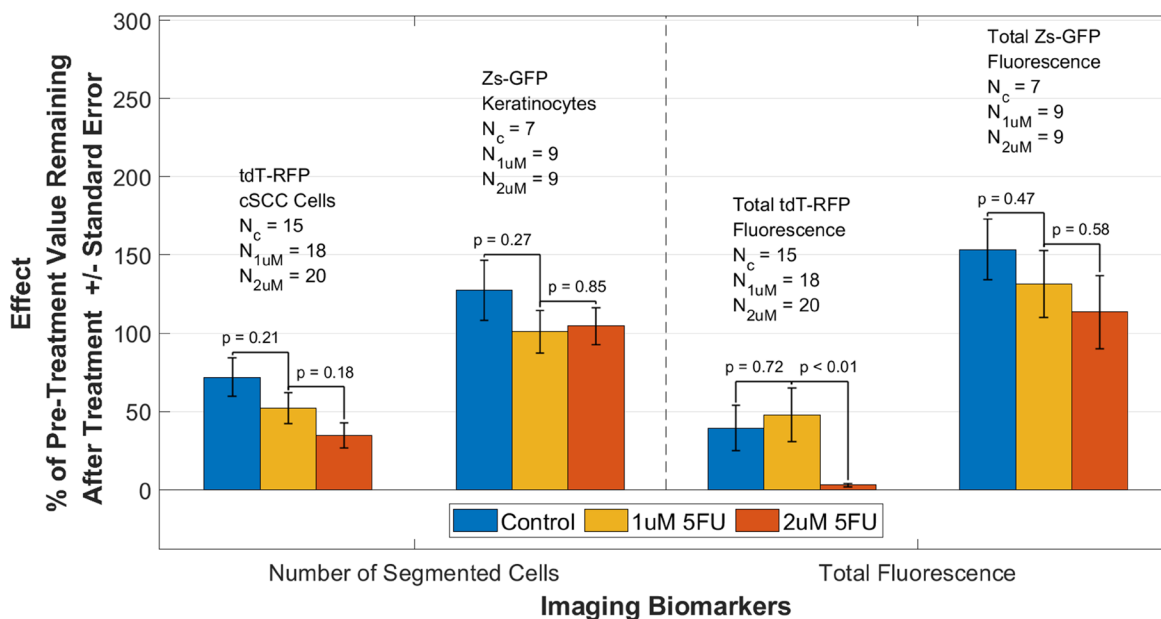 Effect
% of Pre-Treatment Value Remaining
After Treatment +/- Standard Error
300
250
200
150
100
50
0
tdT-RFP
cSCC Cells
N_c = 15
N_1uM = 18
N_2uM = 20
p = 0.21
p = 0.18
Zs-GFP
Keratinocytes
N_c = 7
N_1uM = 9
N_2uM = 9
p = 0.27
p = 0.85
Total tdT-RFP
Fluorescence
N_c = 15
N_1uM = 18
N_2uM = 20
p = 0.72
p < 0.01
Total Zs-GFP
Fluorescence
N_c = 7
N_1uM = 9
N_2uM = 9
p = 0.47
p = 0.58
Control
1uM 5FU
2uM 5FU
Number of Segmented Cells
Total Fluorescence
Imaging Biomarkers